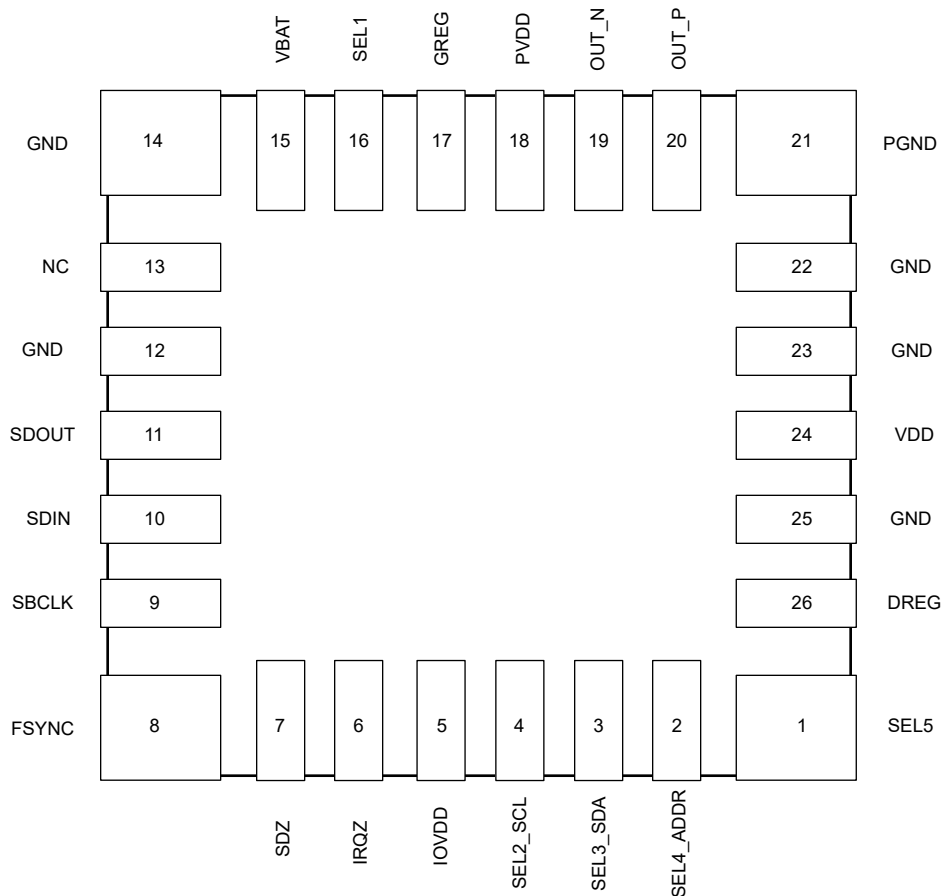 VBAT
SEL1
GREG
PVDD
OUT_N
OUT_P
GND 14 15 16 17 18 19 20 21 PGND
NC 13 22 GND
GND 12 23 GND
SDOUT 11 24 VDD
SDIN 10 25 GND
SBCLK 9 26 DREG
FSYNC 8 7 6 5 4 3 2 1 SEL5
SDZ
IRQZ
IOVDD
SEL2_SCL
SEL3_SDA
SEL4_ADDR